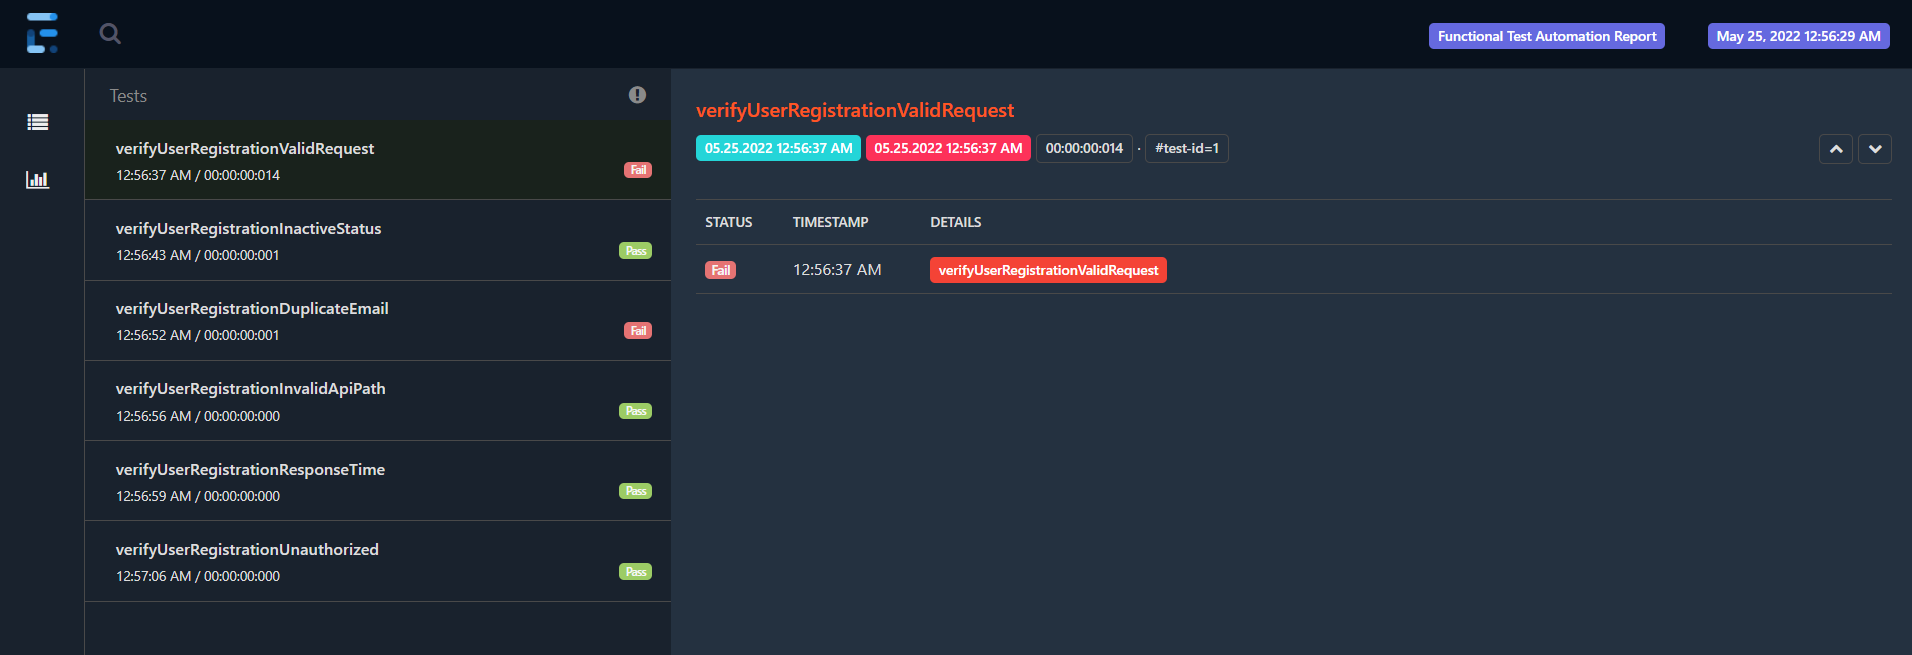 Functional Test Automation Report
May 25, 2022 12:56:29 AM
Tests
verifyUserRegistrationValidRequest
12:56:37 AM / 00:00:00:014
Fail
verifyUserRegistrationInactiveStatus
12:56:43 AM / 00:00:00:001
Pass
verifyUserRegistrationDuplicateEmail
12:56:52 AM / 00:00:00:001
Fail
verifyUserRegistrationInvalidApiPath
12:56:56 AM / 00:00:00:000
Pass
verifyUserRegistrationResponseTime
12:56:59 AM / 00:00:00:000
Pass
verifyUserRegistrationUnauthorized
12:57:06 AM / 00:00:00:000
Pass
verifyUserRegistrationValidRequest
05.25.2022 12:56:37 AM 05.25.2022 12:56:37 AM 00:00:00:014 · #test-id=1
STATUS TIMESTAMP DETAILS
Fail 12:56:37 AM verifyUserRegistrationValidRequest